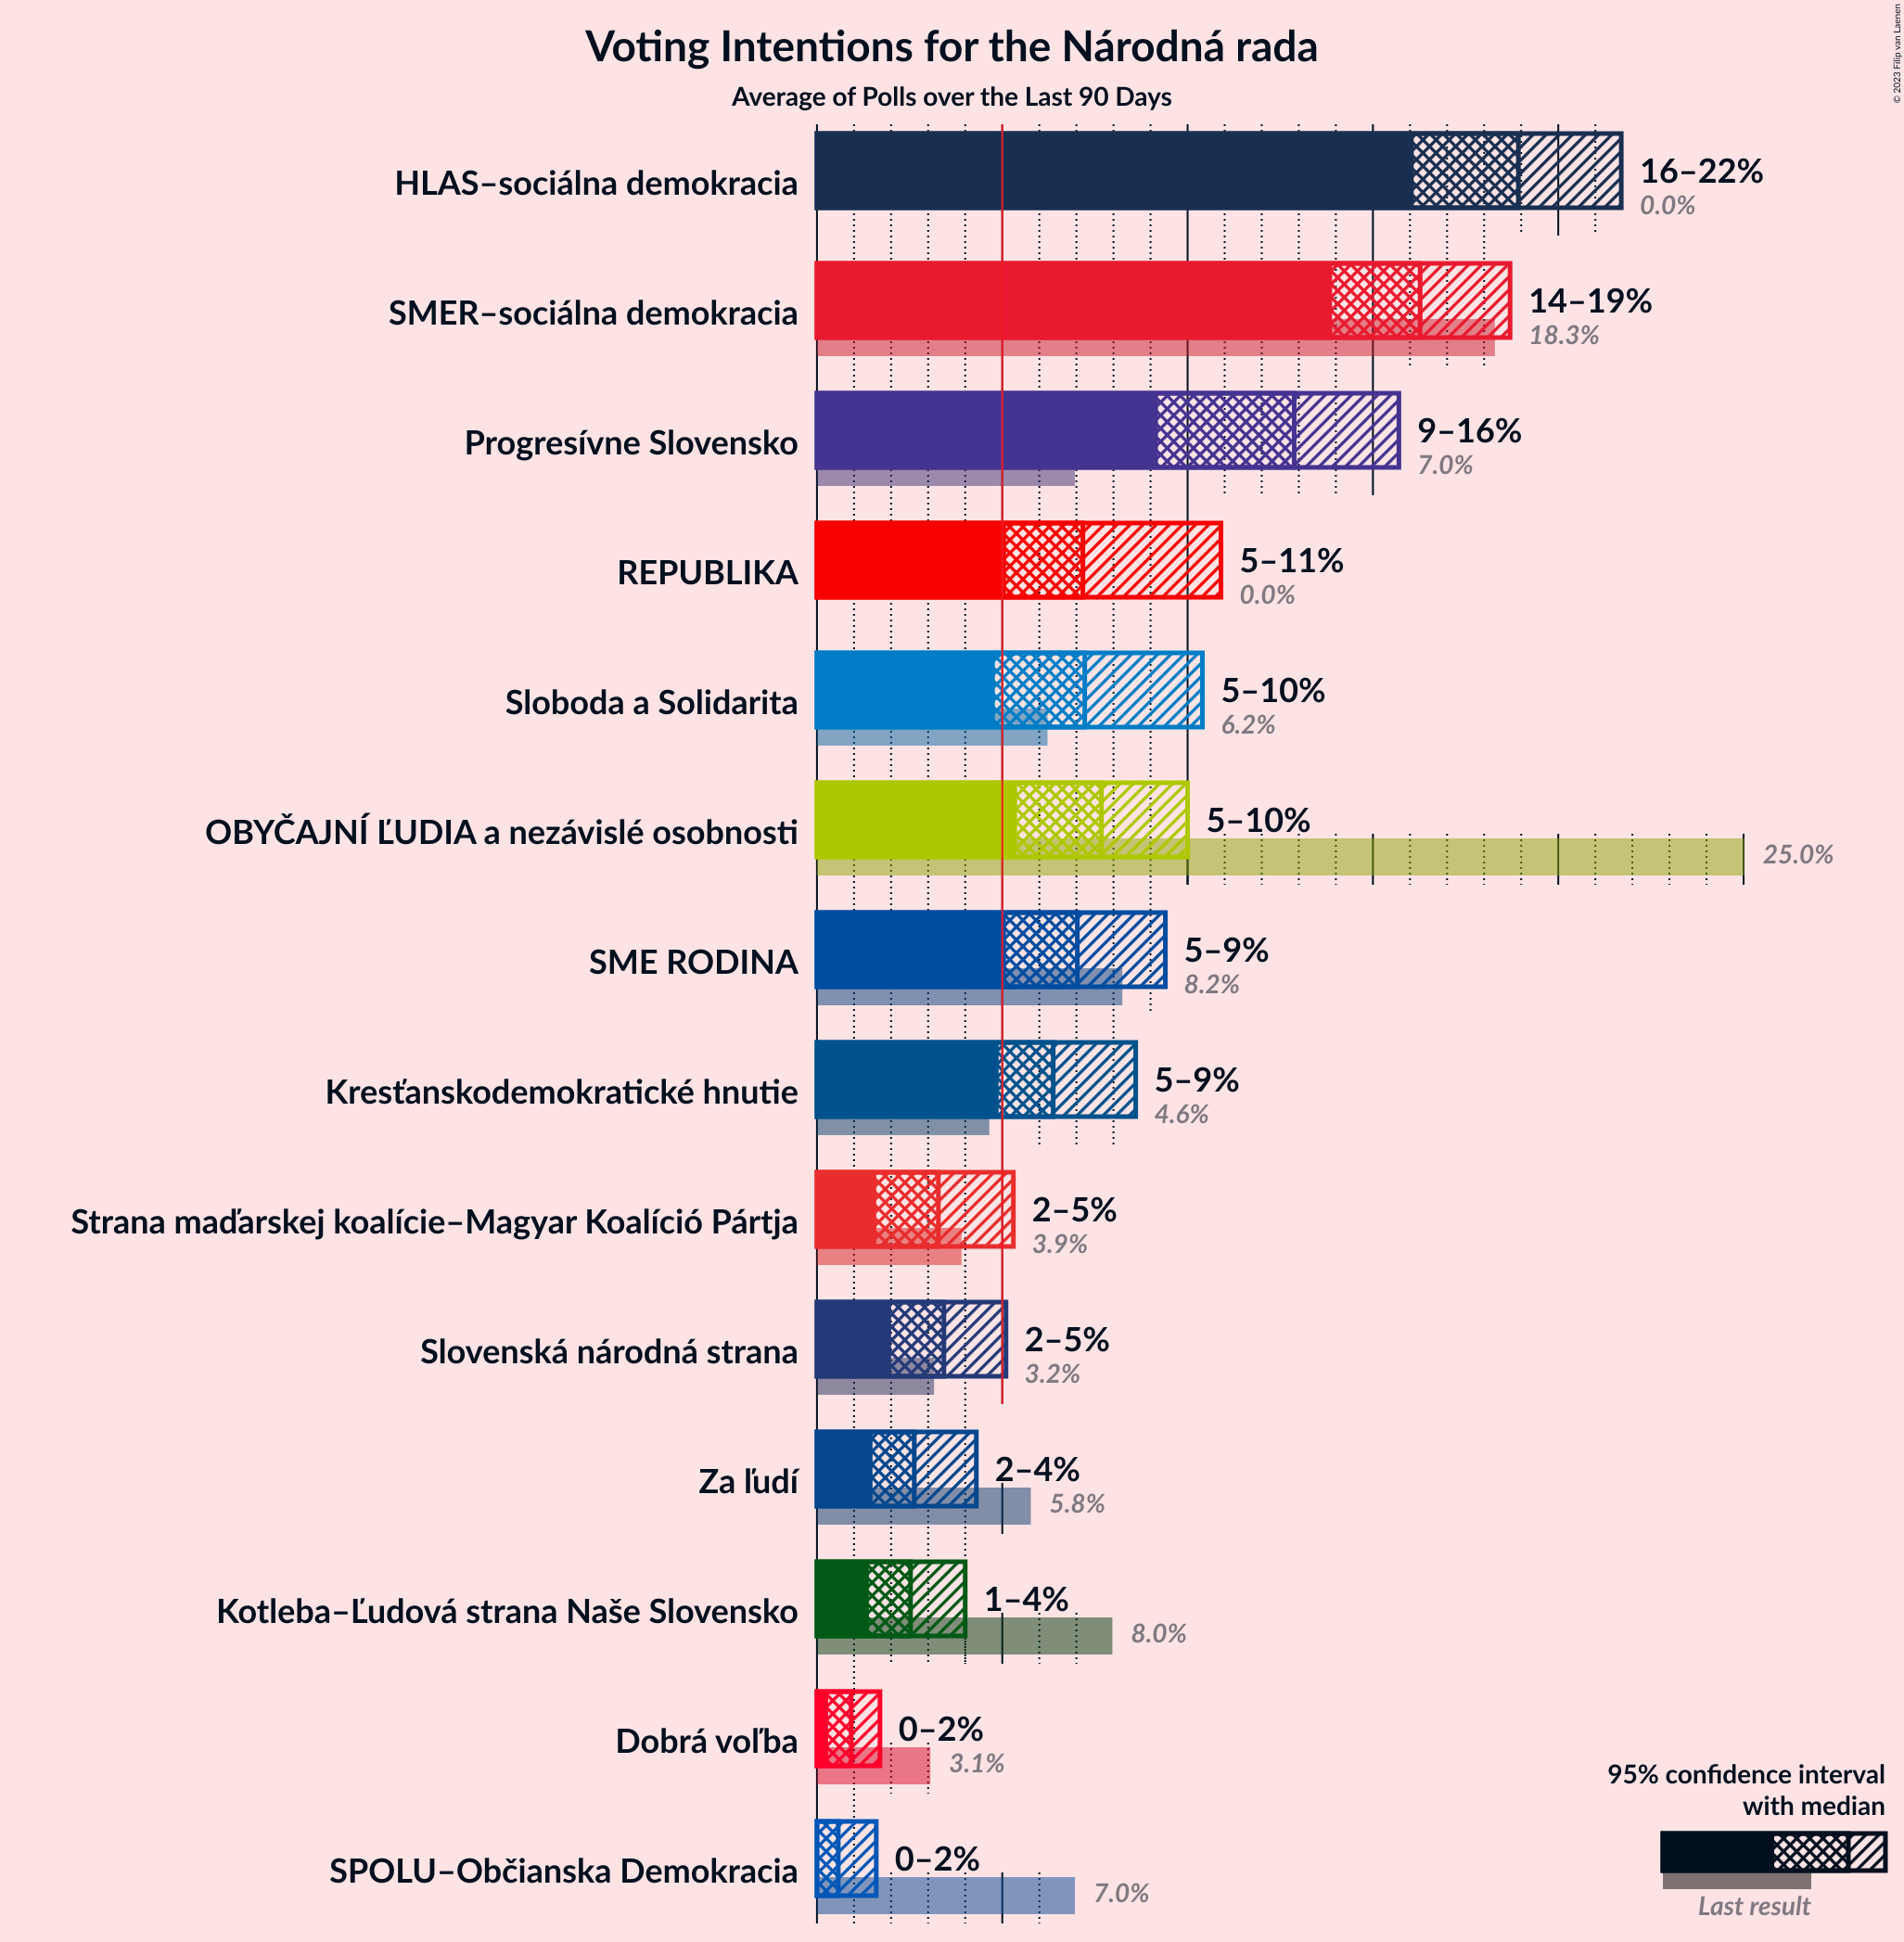 Voting Intentions for the Národná rada
Average of Polls over the Last 90 Days
© 2023 Filip van Laenen
HLAS–sociálna demokracia
16–22%
0.0%
SMER–sociálna demokracia
14–19%
18.3%
Progresívne Slovensko
9–16%
7.0%
REPUBLIKA
5–11%
0.0%
Sloboda a Solidarita
5–10%
6.2%
OBYČAJNÍ ĽUDIA a nezávislé osobnosti
5–10%
25.0%
SME RODINA
5–9%
8.2%
Kresťanskodemokratické hnutie
5–9%
4.6%
Strana maďarskej koalície–Magyar Koalíció Pártja
2–5%
3.9%
Slovenská národná strana
2–5%
3.2%
Za ľudí
2–4%
5.8%
Kotleba–Ľudová strana Naše Slovensko
1–4%
8.0%
Dobrá voľba
0–2%
3.1%
SPOLU–Občianska Demokracia
0–2%
7.0%
95% confidence interval
with median
Last result